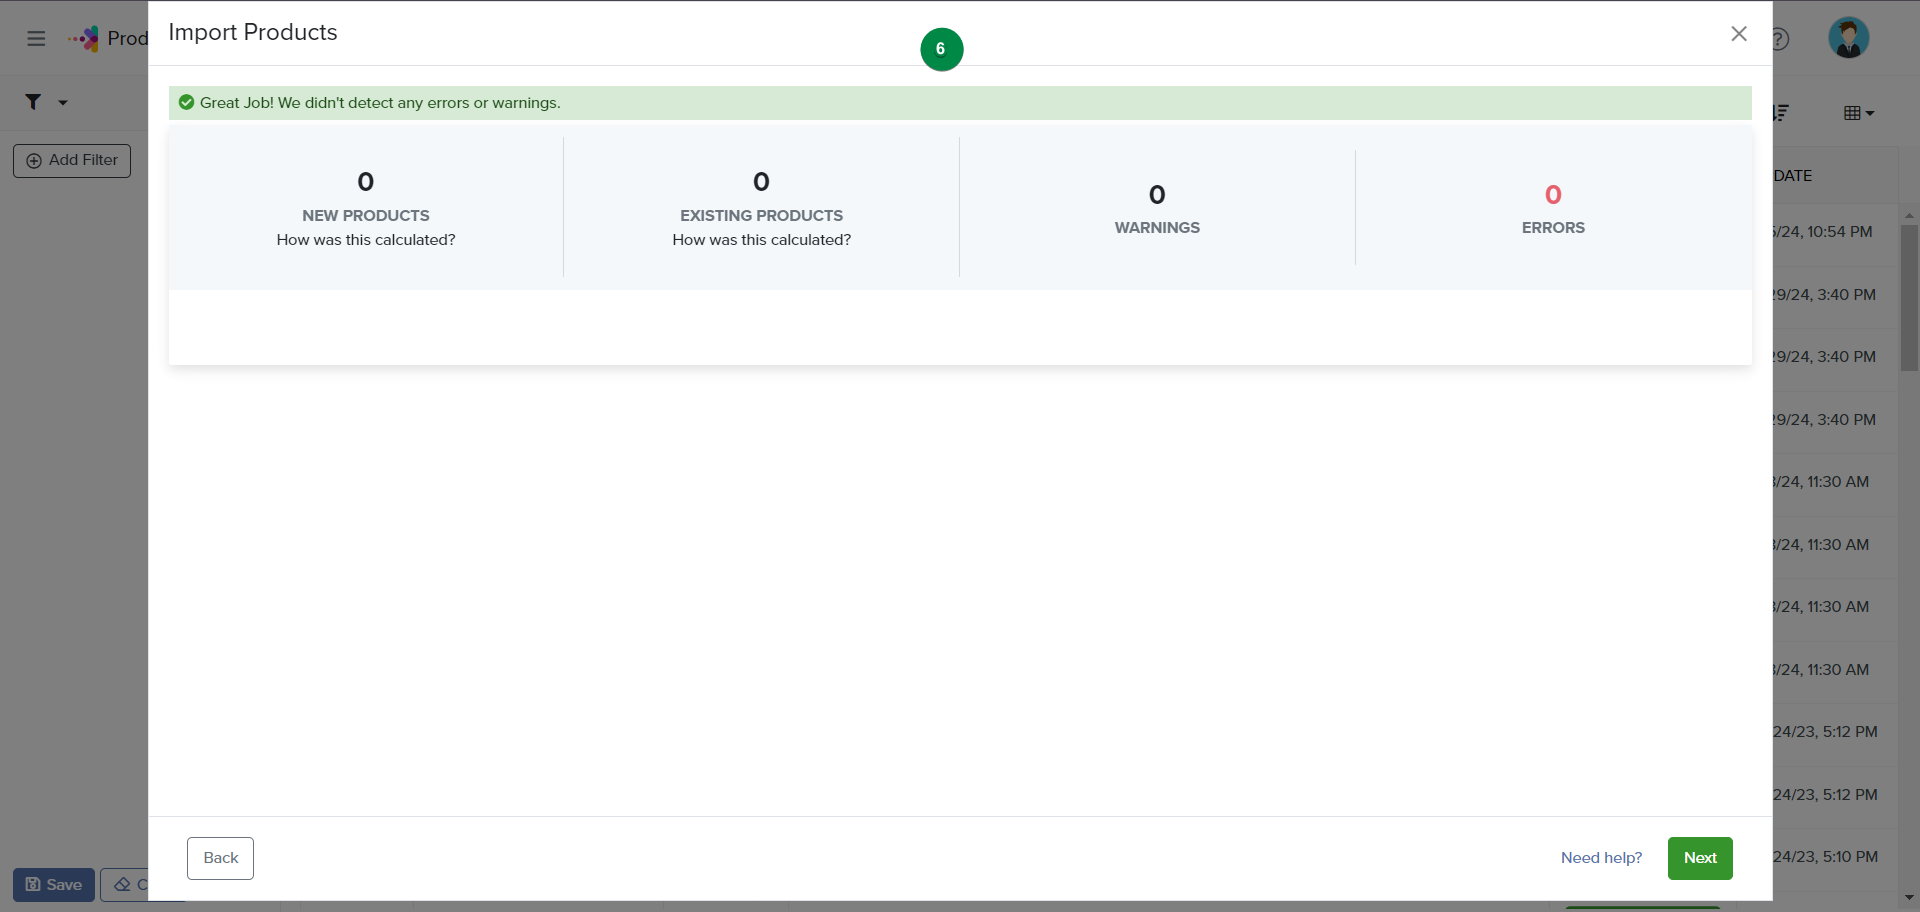 Prod
Import Products
6
Great Job! We didn't detect any errors or warnings.
Add Filter
0
NEW PRODUCTS
How was this calculated?
0
EXISTING PRODUCTS
How was this calculated?
0
WARNINGS
0
ERRORS
DATE
/24, 10:54 PM
29/24, 3:40 PM
29/24, 3:40 PM
29/24, 3:40 PM
/24, 11:30 AM
/24, 11:30 AM
/24, 11:30 AM
/24, 11:30 AM
24/23, 5:12 PM
24/23, 5:12 PM
24/23, 5:10 PM
Save
C
Back
Need help?
Next